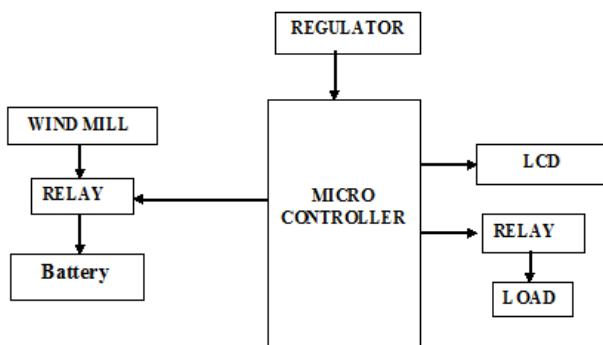 REGULATOR
WIND MILL
RELAY
Battery
MICRO
CONTROLLER
LCD
RELAY
LOAD